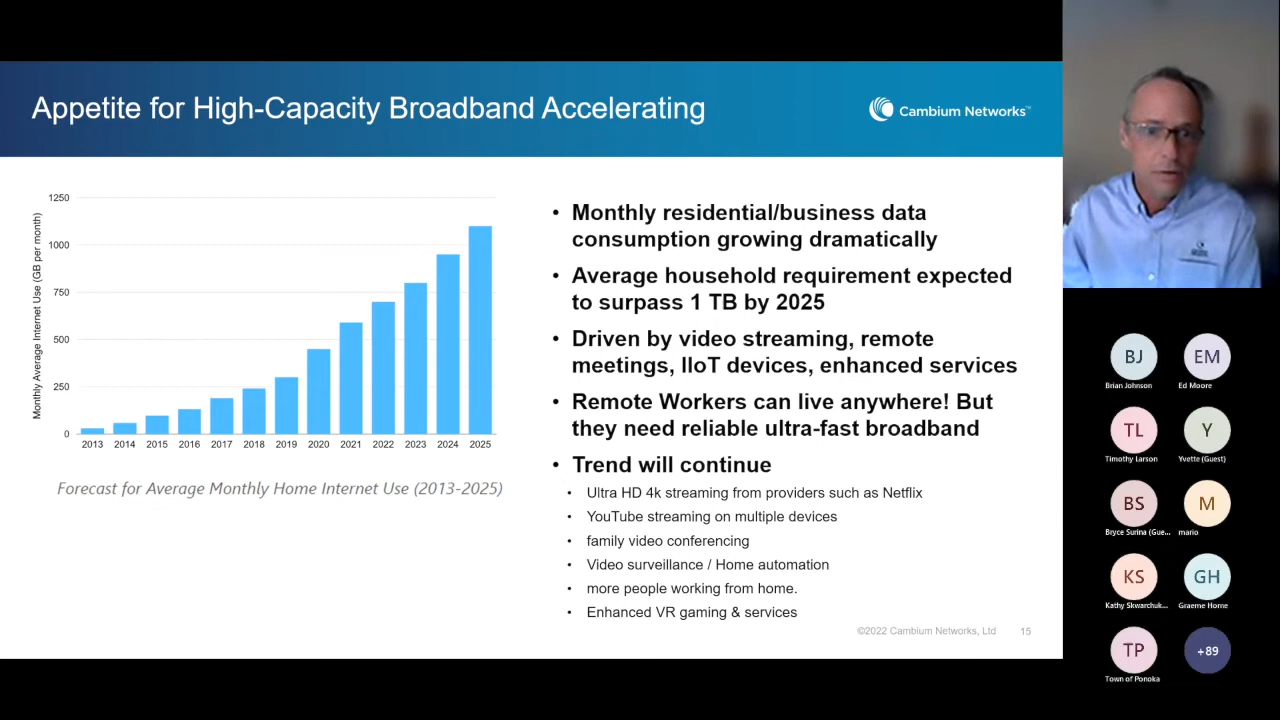 Appetite for High-Capacity Broadband Accelerating
Cambium Networks™
Monthly Average Internet Use (GB per month)
1250
1000
750
500
250
0
2013 2014 2015 2016 2017 2018 2019 2020 2021 2022 2023 2024 2025
Forecast for Average Monthly Home Internet Use (2013-2025)
• Monthly residential/business data
consumption growing dramatically
• Average household requirement expected
to surpass 1 TB by 2025
• Driven by video streaming, remote
meetings, IIoT devices, enhanced services
• Remote Workers can live anywhere! But
they need reliable ultra-fast broadband
• Trend will continue
• Ultra HD 4k streaming from providers such as Netflix
• YouTube streaming on multiple devices
• family video conferencing
• Video surveillance / Home automation
• more people working from home.
• Enhanced VR gaming & services
©2022 Cambium Networks, Ltd 15
BJ EM
Brian Johnson Ed Moore
TL Y
Timothy Larson Yvette (Guest)
BS M
Bryce Surina (Gue... mario
KS GH
Kathy Skwarchuk... Graeme Horne
TP +89
Town of Ponoka